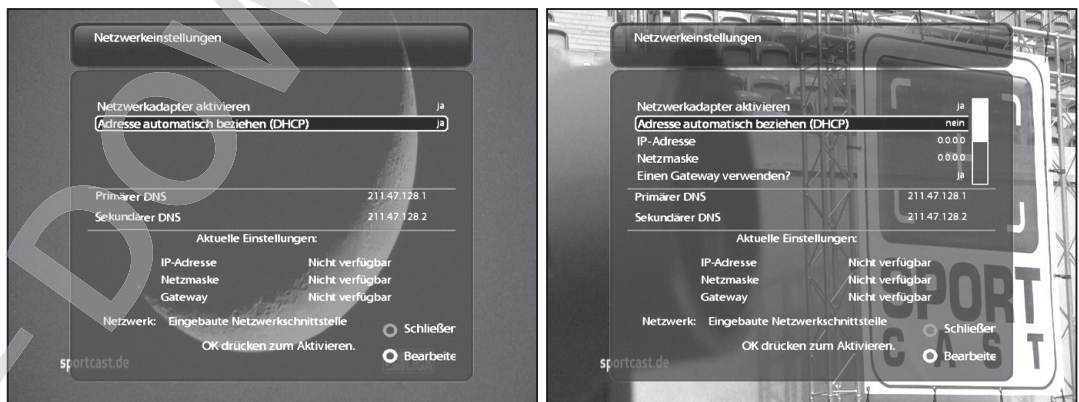 Netzwerkeinstellungen
Netzwerkadapter aktivieren ja
Adresse automatisch beziehen (DHCP) ja
Primärer DNS 211.47.128.1
Sekundärer DNS 211.47.128.2
Aktuelle Einstellungen:
IP-Adresse Nicht verfügbar
Netzmaske Nicht verfügbar
Gateway Nicht verfügbar
Netzwerk: Eingebaute Netzwerkschnittstelle
Schließer
OK drücken zum Aktivieren.
Bearbeite
sportcast.de
Netzwerkeinstellungen
Netzwerkadapter aktivieren ja
Adresse automatisch beziehen (DHCP) nein
IP-Adresse 0.0.0.0
Netzmaske 0.0.0.0
Einen Gateway verwenden? ja
Primärer DNS 211.47.128.1
Sekundärer DNS 211.47.128.2
Aktuelle Einstellungen:
IP-Adresse Nicht verfügbar
Netzmaske Nicht verfügbar
Gateway Nicht verfügbar
Netzwerk: Eingebaute Netzwerkschnittstelle
Schließer
OK drücken zum Aktivieren.
Bearbeite
sportcast.de
SPORT
CAST